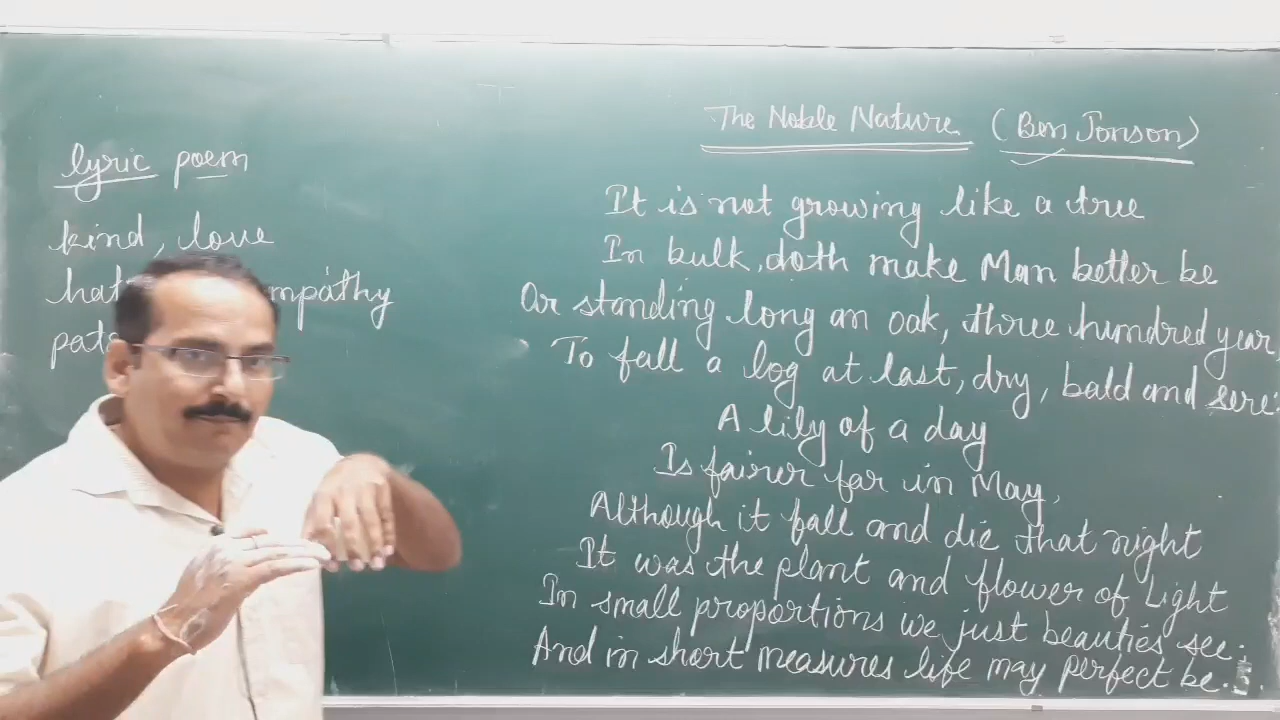 lyric poem
kind, love
hat mpathy
pat
The Noble Nature (Ben Jonson)
It is not growing like a tree
In bulk, doth make Man better be
Or standing long an oak, three hundred year
To fall a log at last, dry, bald and sere
A lily of a day
Is fairer far in May,
Although it fall and die that night
It was the plant and flower of Light
In small proportions we just beauties see.
And in short measures life may perfect be.